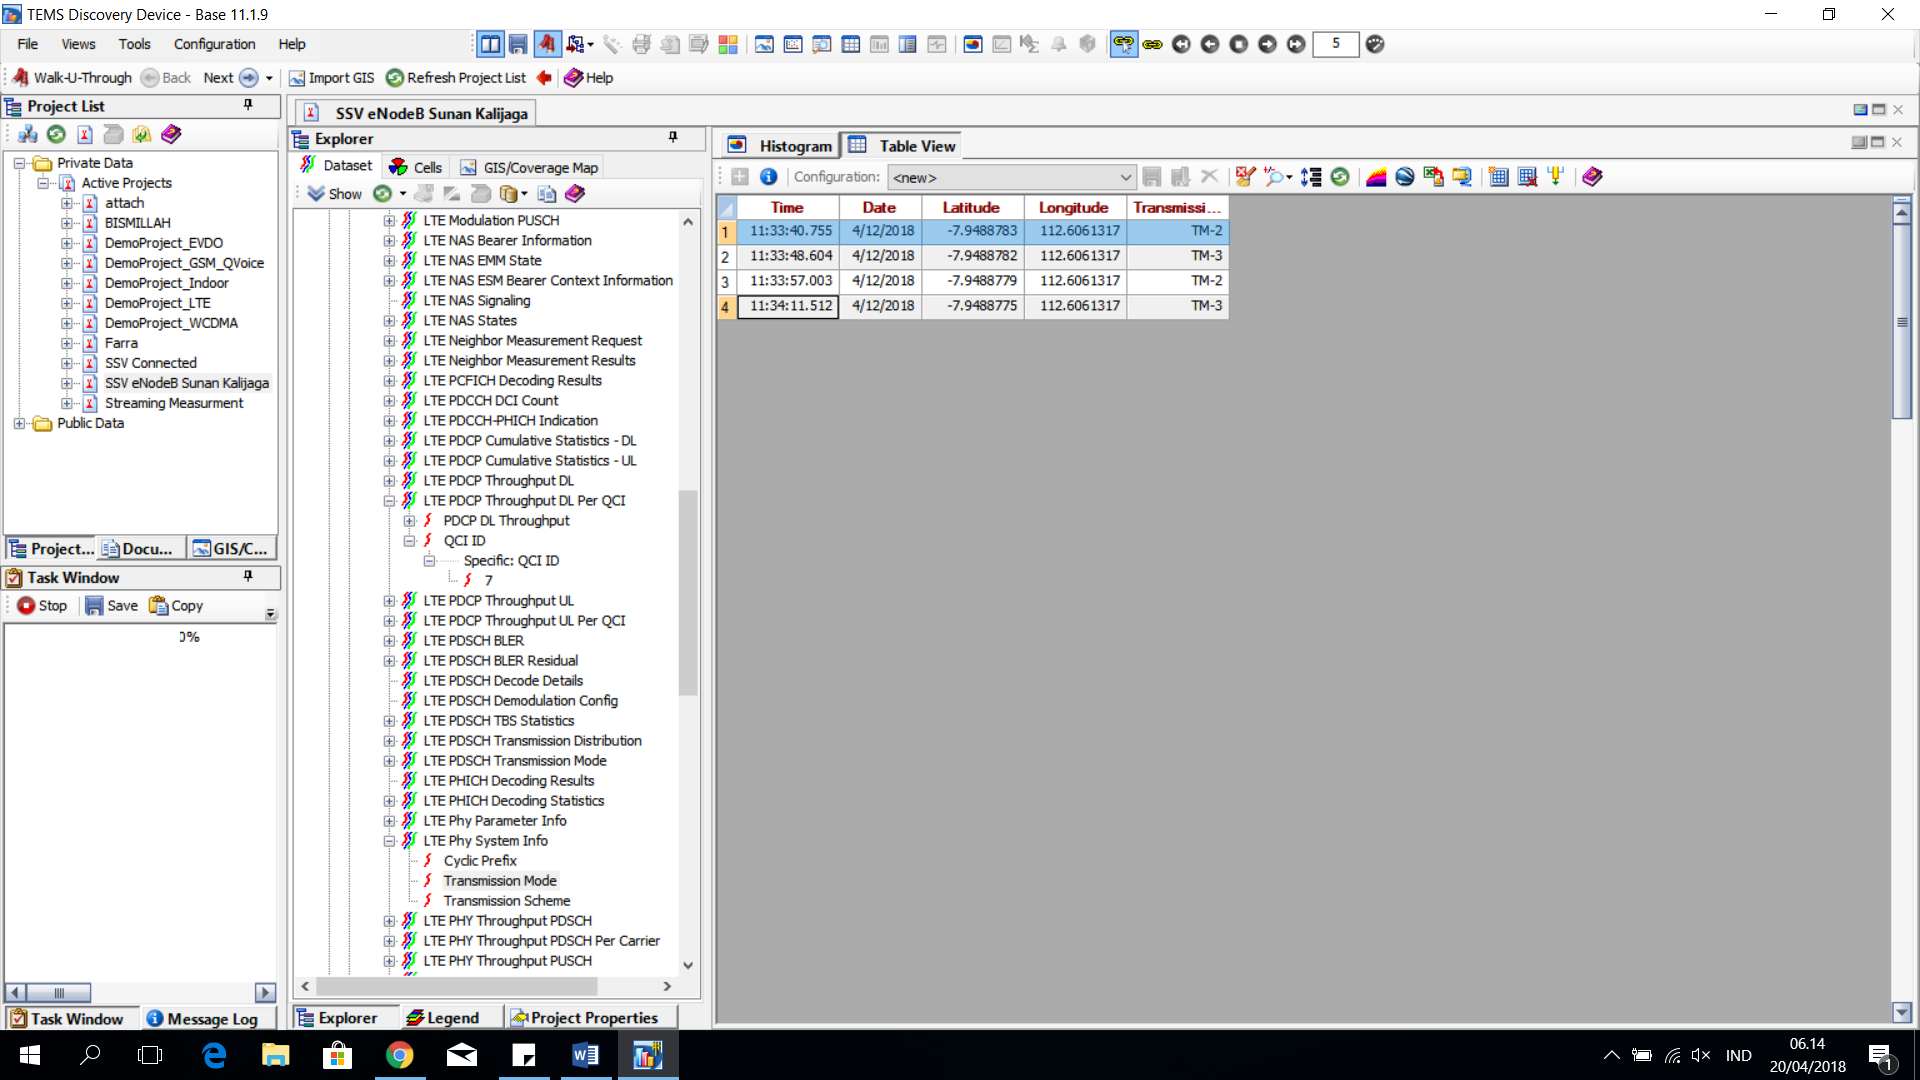 TEMS Discovery Device - Base 11.1.9
File Views Tools Configuration Help
5
Walk-U-Through Back Next Import GIS Refresh Project List Help
Project List
Private Data
Active Projects
attach
BISMILLAH
DemoProject_EVDO
DemoProject_GSM_QVoice
DemoProject_Indoor
DemoProject_LTE
DemoProject_WCDMA
Farra
SSV Connected
SSV eNodeB Sunan Kalijaga
Streaming Measurment
Public Data
Project... Docu... GIS/C...
Task Window
Stop Save Copy
0%
Task Window Message Log
SSV eNodeB Sunan Kalijaga
Explorer
Dataset Cells GIS/Coverage Map
Show
LTE Modulation PUSCH
LTE NAS Bearer Information
LTE NAS EMM State
LTE NAS ESM Bearer Context Information
LTE NAS Signaling
LTE NAS States
LTE Neighbor Measurement Request
LTE Neighbor Measurement Results
LTE PCFICH Decoding Results
LTE PDCCH DCI Count
LTE PDCCH-PHICH Indication
LTE PDCP Cumulative Statistics - DL
LTE PDCP Cumulative Statistics - UL
LTE PDCP Throughput DL
LTE PDCP Throughput DL Per QCI
PDCP DL Throughput
QCI ID
Specific: QCI ID
7
LTE PDCP Throughput UL
LTE PDCP Throughput UL Per QCI
LTE PDSCH BLER
LTE PDSCH BLER Residual
LTE PDSCH Decode Details
LTE PDSCH Demodulation Config
LTE PDSCH TBS Statistics
LTE PDSCH Transmission Distribution
LTE PDSCH Transmission Mode
LTE PHICH Decoding Results
LTE PHICH Decoding Statistics
LTE Phy Parameter Info
LTE Phy System Info
Cyclic Prefix
Transmission Mode
Transmission Scheme
LTE PHY Throughput PDSCH
LTE PHY Throughput PDSCH Per Carrier
LTE PHY Throughput PUSCH
Explorer Legend Project Properties
Histogram Table View
Configuration: <new>
Time Date Latitude Longitude Transmissi...
1 11:33:40.755 4/12/2018 -7.9488783 112.6061317 TM-2
2 11:33:48.604 4/12/2018 -7.9488782 112.6061317 TM-3
3 11:33:57.003 4/12/2018 -7.9488779 112.6061317 TM-2
4 11:34:11.512 4/12/2018 -7.9488775 112.6061317 TM-3
IND
06.14
20/04/2018
1